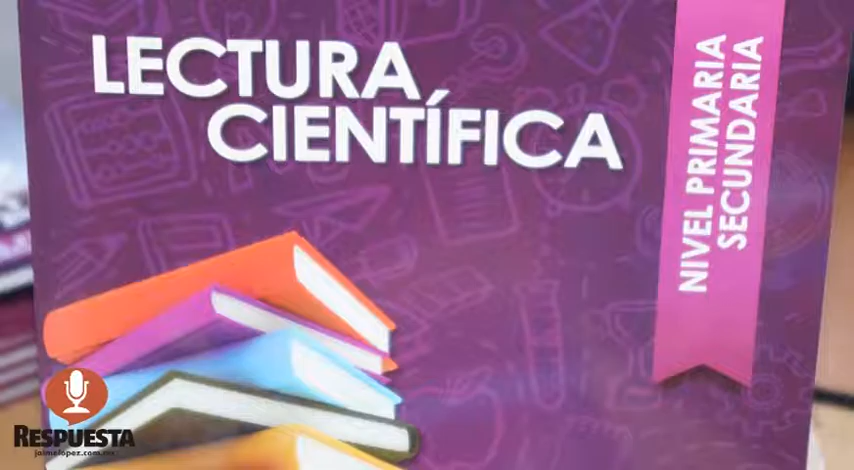 LECTURA
CIENTÍFICA
NIVEL PRIMARIA
SECUNDARIA
RESPUESTA
jaimelopez.com.mx